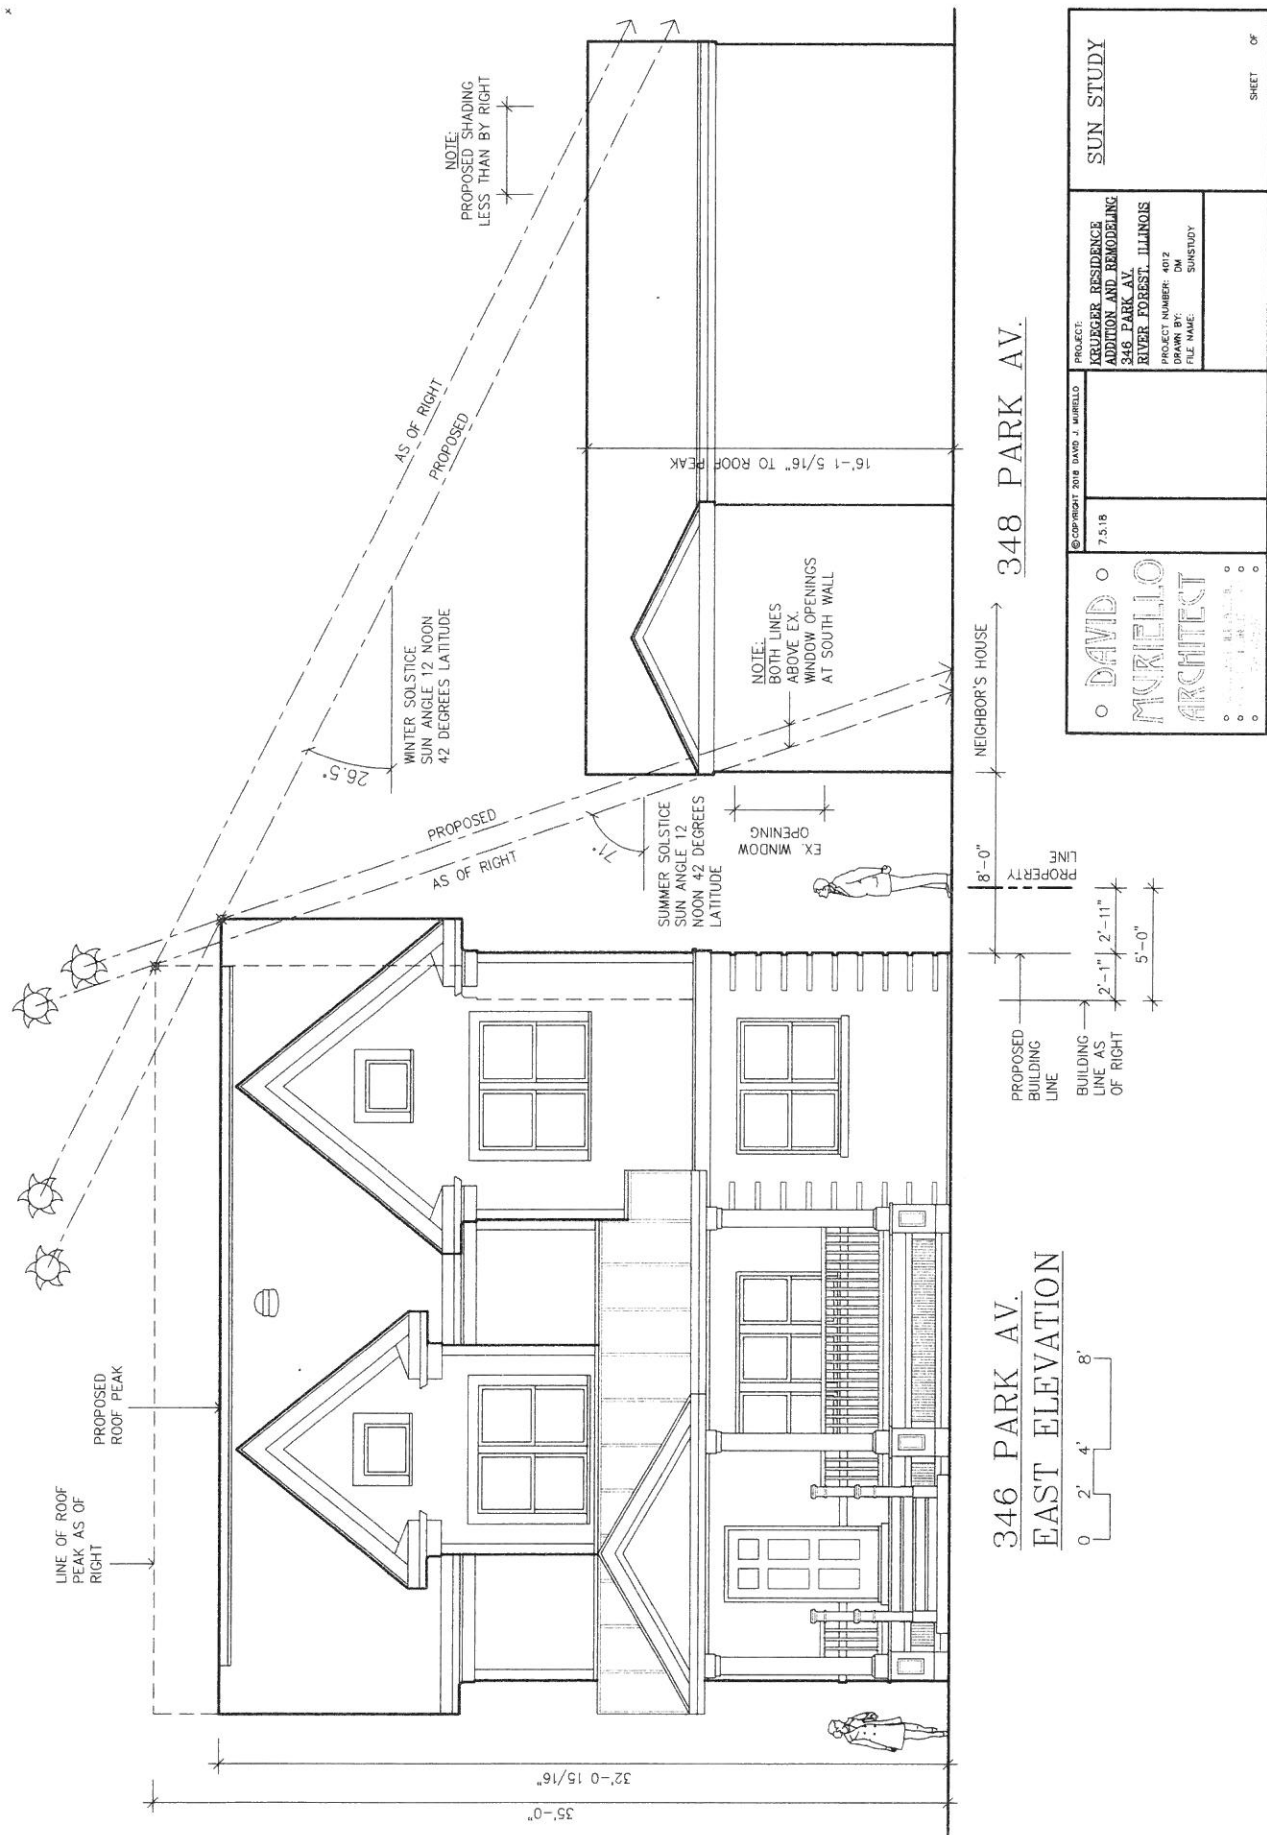 LINE OF ROOF
PEAK AS OF
RIGHT
PROPOSED
ROOF PEAK
35'-0"
32'-0 15/16"
AS OF RIGHT
PROPOSED
NOTE:
PROPOSED SHADING
LESS THAN BY RIGHT
26.5°
WINTER SOLSTICE
SUN ANGLE 12 NOON
42 DEGREES LATITUDE
PROPOSED
AS OF RIGHT
71°
SUMMER SOLSTICE
SUN ANGLE 12
NOON 42 DEGREES
LATITUDE
EX. WINDOW
OPENING
NOTE:
BOTH LINES
ABOVE EX.
WINDOW OPENINGS
AT SOUTH WALL
16'-1 5/16" TO ROOF PEAK
8'-0"
NEIGHBOR'S HOUSE
PROPERTY
LINE
PROPOSED
BUILDING
LINE
BUILDING
LINE AS
OF RIGHT
2'-1"
2'-11"
5'-0"
346 PARK AV.
EAST ELEVATION
0 2' 4' 8'
348 PARK AV.
DAVID
MURIELLO
ARCHITECT
©COPYRIGHT 2018 DAVID J. MURIELLO
7.5.18
PROJECT:
KRUEGER RESIDENCE
ADDITION AND REMODELING
346 PARK AV.
RIVER FOREST, ILLINOIS
PROJECT NUMBER: 4012
DRAWN BY: DM
FILE NAME: SUNSTUDY
SUN STUDY
SHEET OF